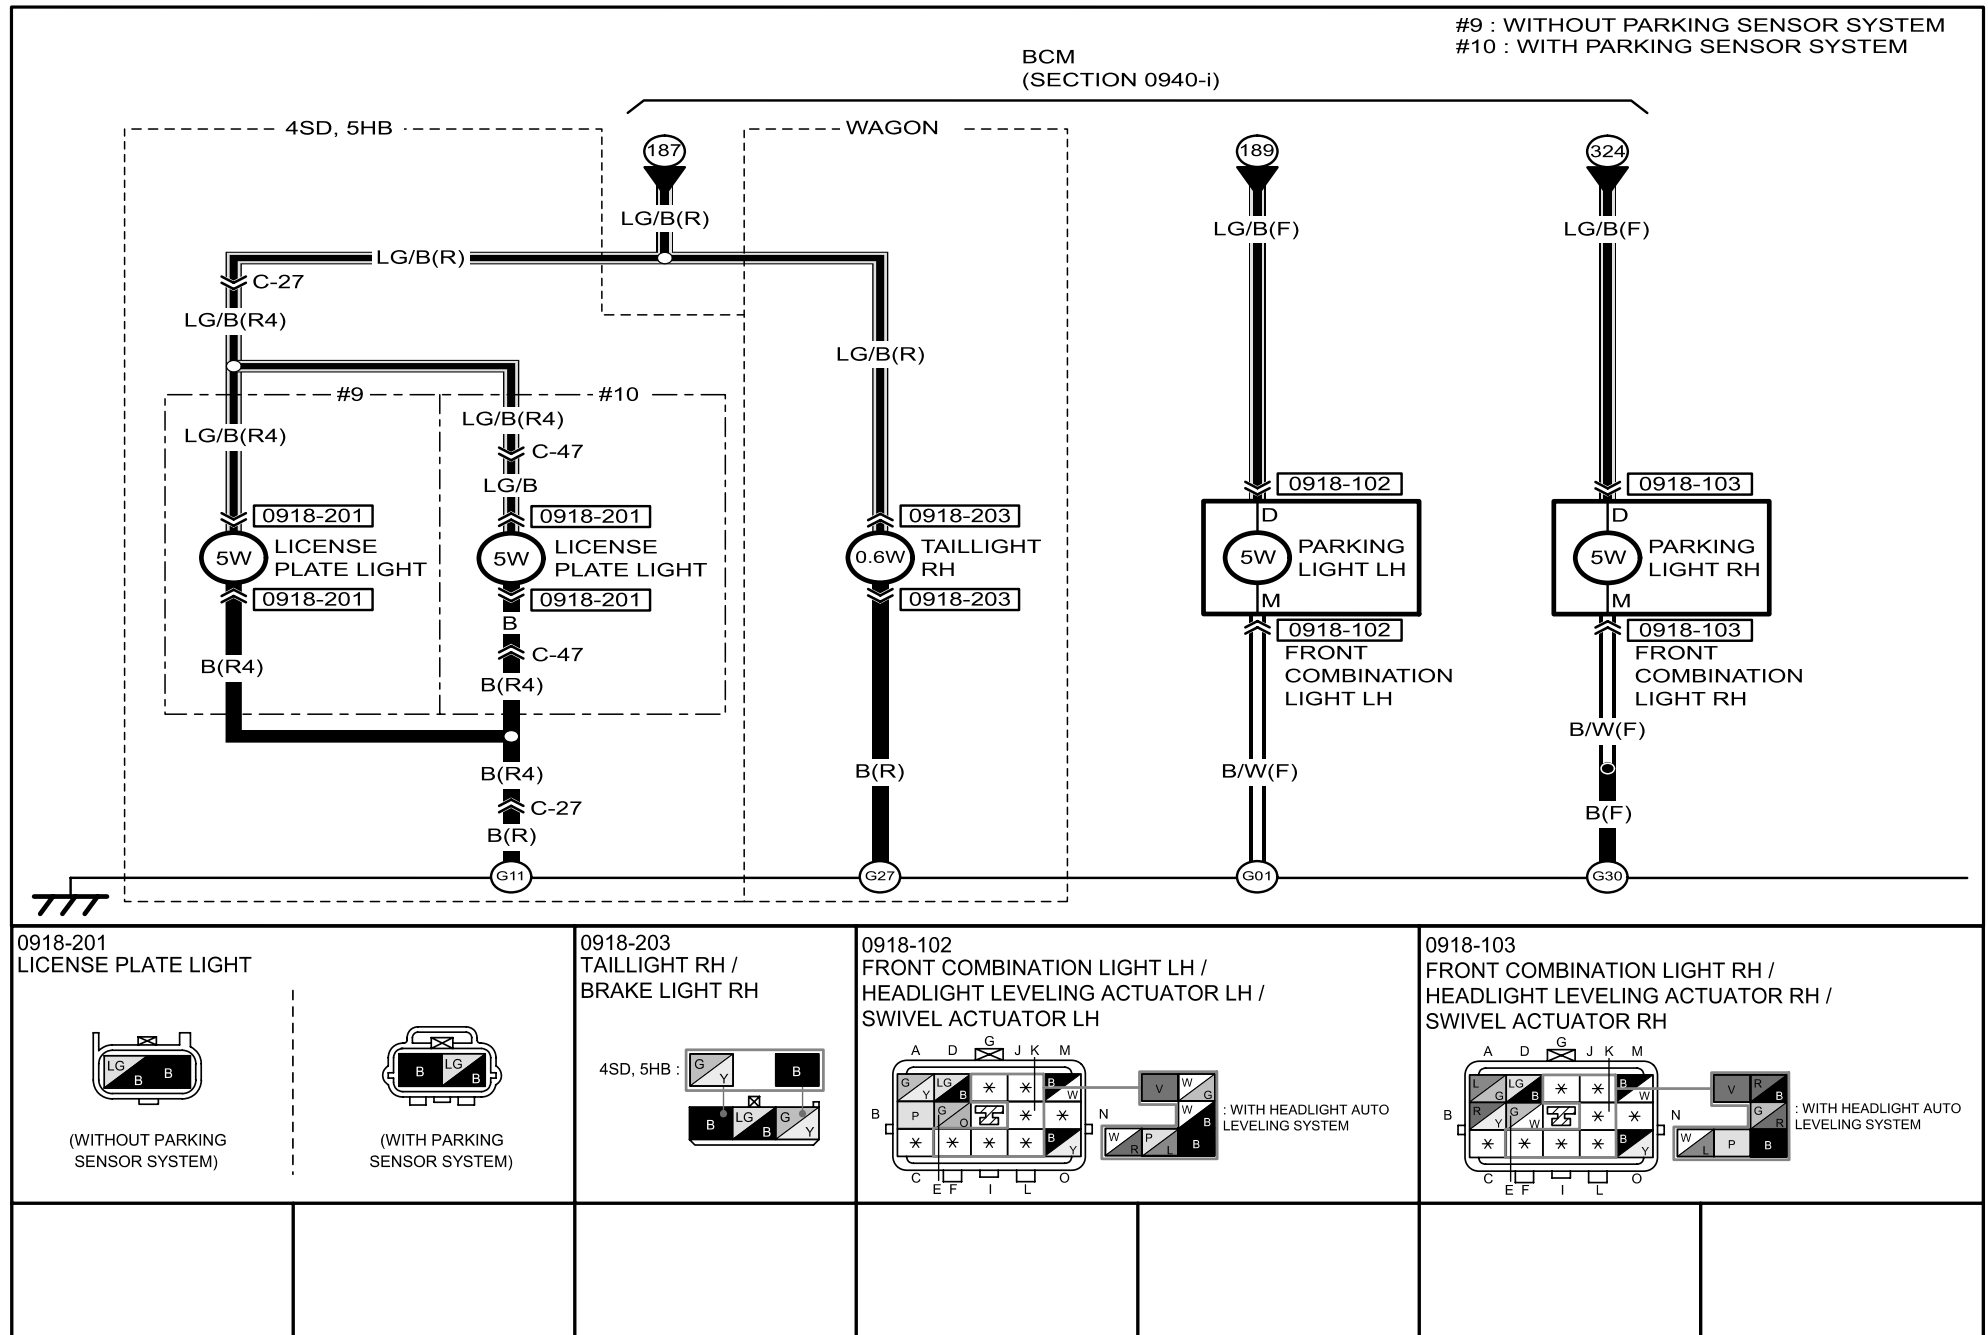 #9 : WITHOUT PARKING SENSOR SYSTEM
#10 : WITH PARKING SENSOR SYSTEM
BCM
(SECTION 0940-i)
4SD, 5HB
WAGON
187
189
324
LG/B(R)
LG/B(F)
LG/B(F)
LG/B(R)
C-27
LG/B(R4)
LG/B(R)
#9
#10
LG/B(R4)
LG/B(R4)
C-47
LG/B
0918-102
0918-103
0918-201
0918-201
0918-203
D
D
5W
LICENSE
PLATE LIGHT
5W
LICENSE
PLATE LIGHT
0.6W
TAILLIGHT
RH
5W
PARKING
LIGHT LH
5W
PARKING
LIGHT RH
0918-201
0918-201
0918-203
M
M
B
0918-102
0918-103
FRONT
COMBINATION
LIGHT LH
FRONT
COMBINATION
LIGHT RH
C-47
B(R4)
B(R4)
B/W(F)
B(R4)
B(R)
B/W(F)
C-27
B(F)
B(R)
G11
G27
G01
G30
0918-201
LICENSE PLATE LIGHT
LG
B
B
(WITHOUT PARKING
SENSOR SYSTEM)
B
LG
B
(WITH PARKING
SENSOR SYSTEM)
0918-203
TAILLIGHT RH /
BRAKE LIGHT RH
4SD, 5HB :
G
Y
B
B
LG
B
G
Y
0918-102
FRONT COMBINATION LIGHT LH /
HEADLIGHT LEVELING ACTUATOR LH /
SWIVEL ACTUATOR LH
A D G J K M
G Y LG B * * B W
B P G O * * N
* * * * B Y
C E F I L O
V W G
W B
W R P L B
: WITH HEADLIGHT AUTO
LEVELING SYSTEM
0918-103
FRONT COMBINATION LIGHT RH /
HEADLIGHT LEVELING ACTUATOR RH /
SWIVEL ACTUATOR RH
A D G J K M
L G LG B * * B W
B R Y G W * * N
* * * * B Y
C E F I L O
V R B
G R
W L P B
: WITH HEADLIGHT AUTO
LEVELING SYSTEM